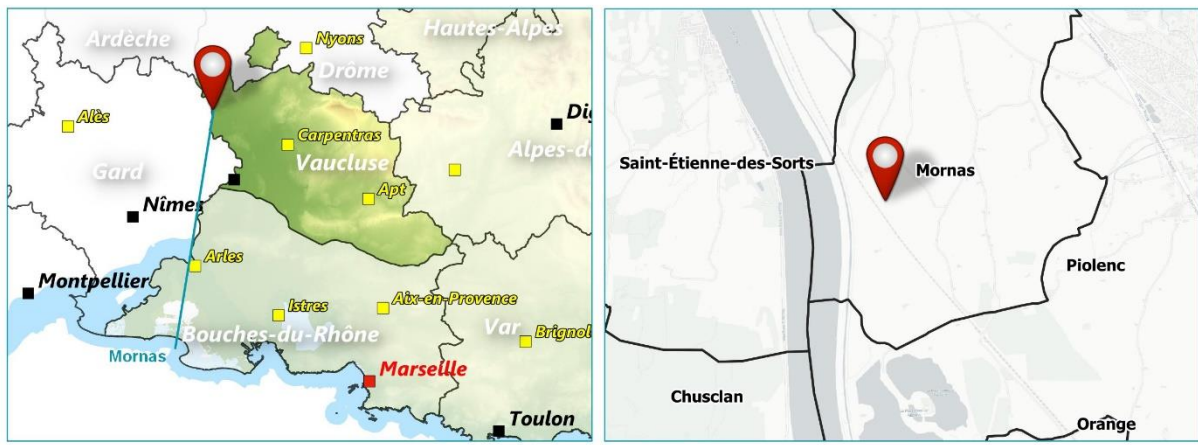 Ardèche
Nyons
Hautes-Alpes
Drôme
Alès
Carpentras
Dig
Vaucluse
Alpes-de
Gard
Apt
Nîmes
Arles
Montpellier
Istres
Aix-en-Provence
Bouches-du-Rhône
Var
Brignol
Mornas
Marseille
Toulon
Saint-Étienne-des-Sorts
Mornas
Piolenc
Chusclan
Orange